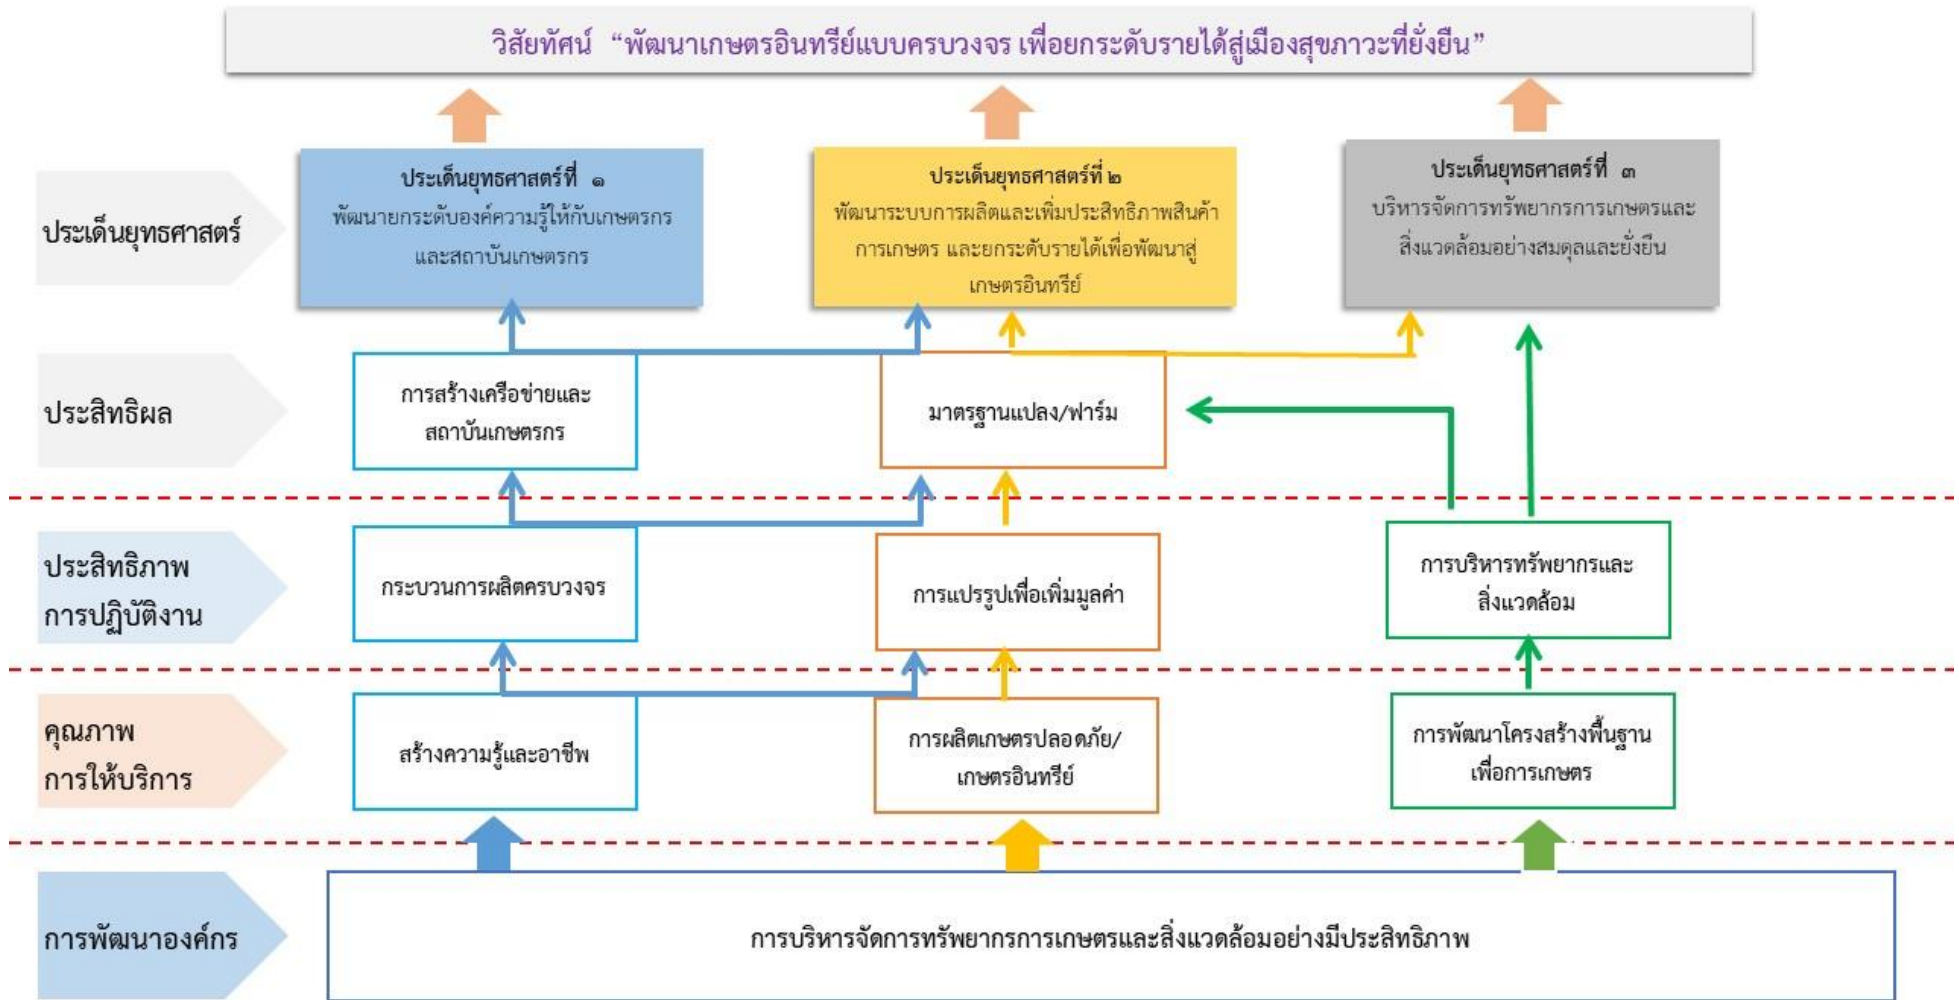 วิสัยทัศน์ “พัฒนาเกษตรอินทรีย์แบบครบวงจร เพื่อยกระดับรายได้สู่เมืองสุขภาวะที่ยั่งยืน”
ประเด็นยุทธศาสตร์
ประเด็นยุทธศาสตร์ที่ ๑
พัฒนายกระดับองค์ความรู้ให้กับเกษตรกร
และสถาบันเกษตรกร
ประเด็นยุทธศาสตร์ที่ ๒
พัฒนาระบบการผลิตและเพิ่มประสิทธิภาพสินค้า
การเกษตร และยกระดับรายได้เพื่อพัฒนาสู่
เกษตรอินทรีย์
ประเด็นยุทธศาสตร์ที่ ๓
บริหารจัดการทรัพยากรการเกษตรและ
สิ่งแวดล้อมอย่างสมดุลและยั่งยืน
ประสิทธิผล
การสร้างเครือข่ายและ
สถาบันเกษตรกร
มาตรฐานแปลง/ฟาร์ม
ประสิทธิภาพ
การปฏิบัติงาน
กระบวนการผลิตครบวงจร
การแปรรูปเพื่อเพิ่มมูลค่า
การบริหารทรัพยากรและ
สิ่งแวดล้อม
คุณภาพ
การให้บริการ
สร้างความรู้และอาชีพ
การผลิตเกษตรปลอดภัย/
เกษตรอินทรีย์
การพัฒนาโครงสร้างพื้นฐาน
เพื่อการเกษตร
การพัฒนาองค์กร
การบริหารจัดการทรัพยากรการเกษตรและสิ่งแวดล้อมอย่างมีประสิทธิภาพ